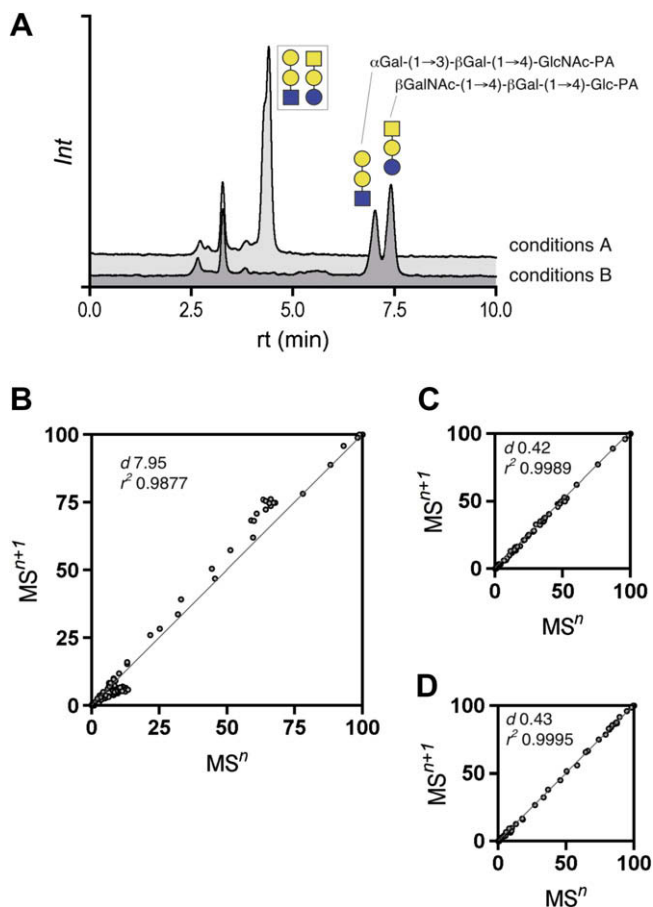 A
αGal-(1→3)-βGal-(1→4)-GlcNAc-PA
βGalNAc-(1→4)-βGal-(1→4)-Glc-PA
Int
conditions A
conditions B
0.0 2.5 5.0 7.5 10.0
rt (min)
B
d 7.95
r² 0.9877
100
75
50
25
0
MSⁿ⁺¹
0 25 50 75 100
MSⁿ
C
d 0.42
r² 0.9989
100
50
0
MSⁿ⁺¹
0 50 100
MSⁿ
D
d 0.43
r² 0.9995
100
50
0
MSⁿ⁺¹
0 50 100
MSⁿ